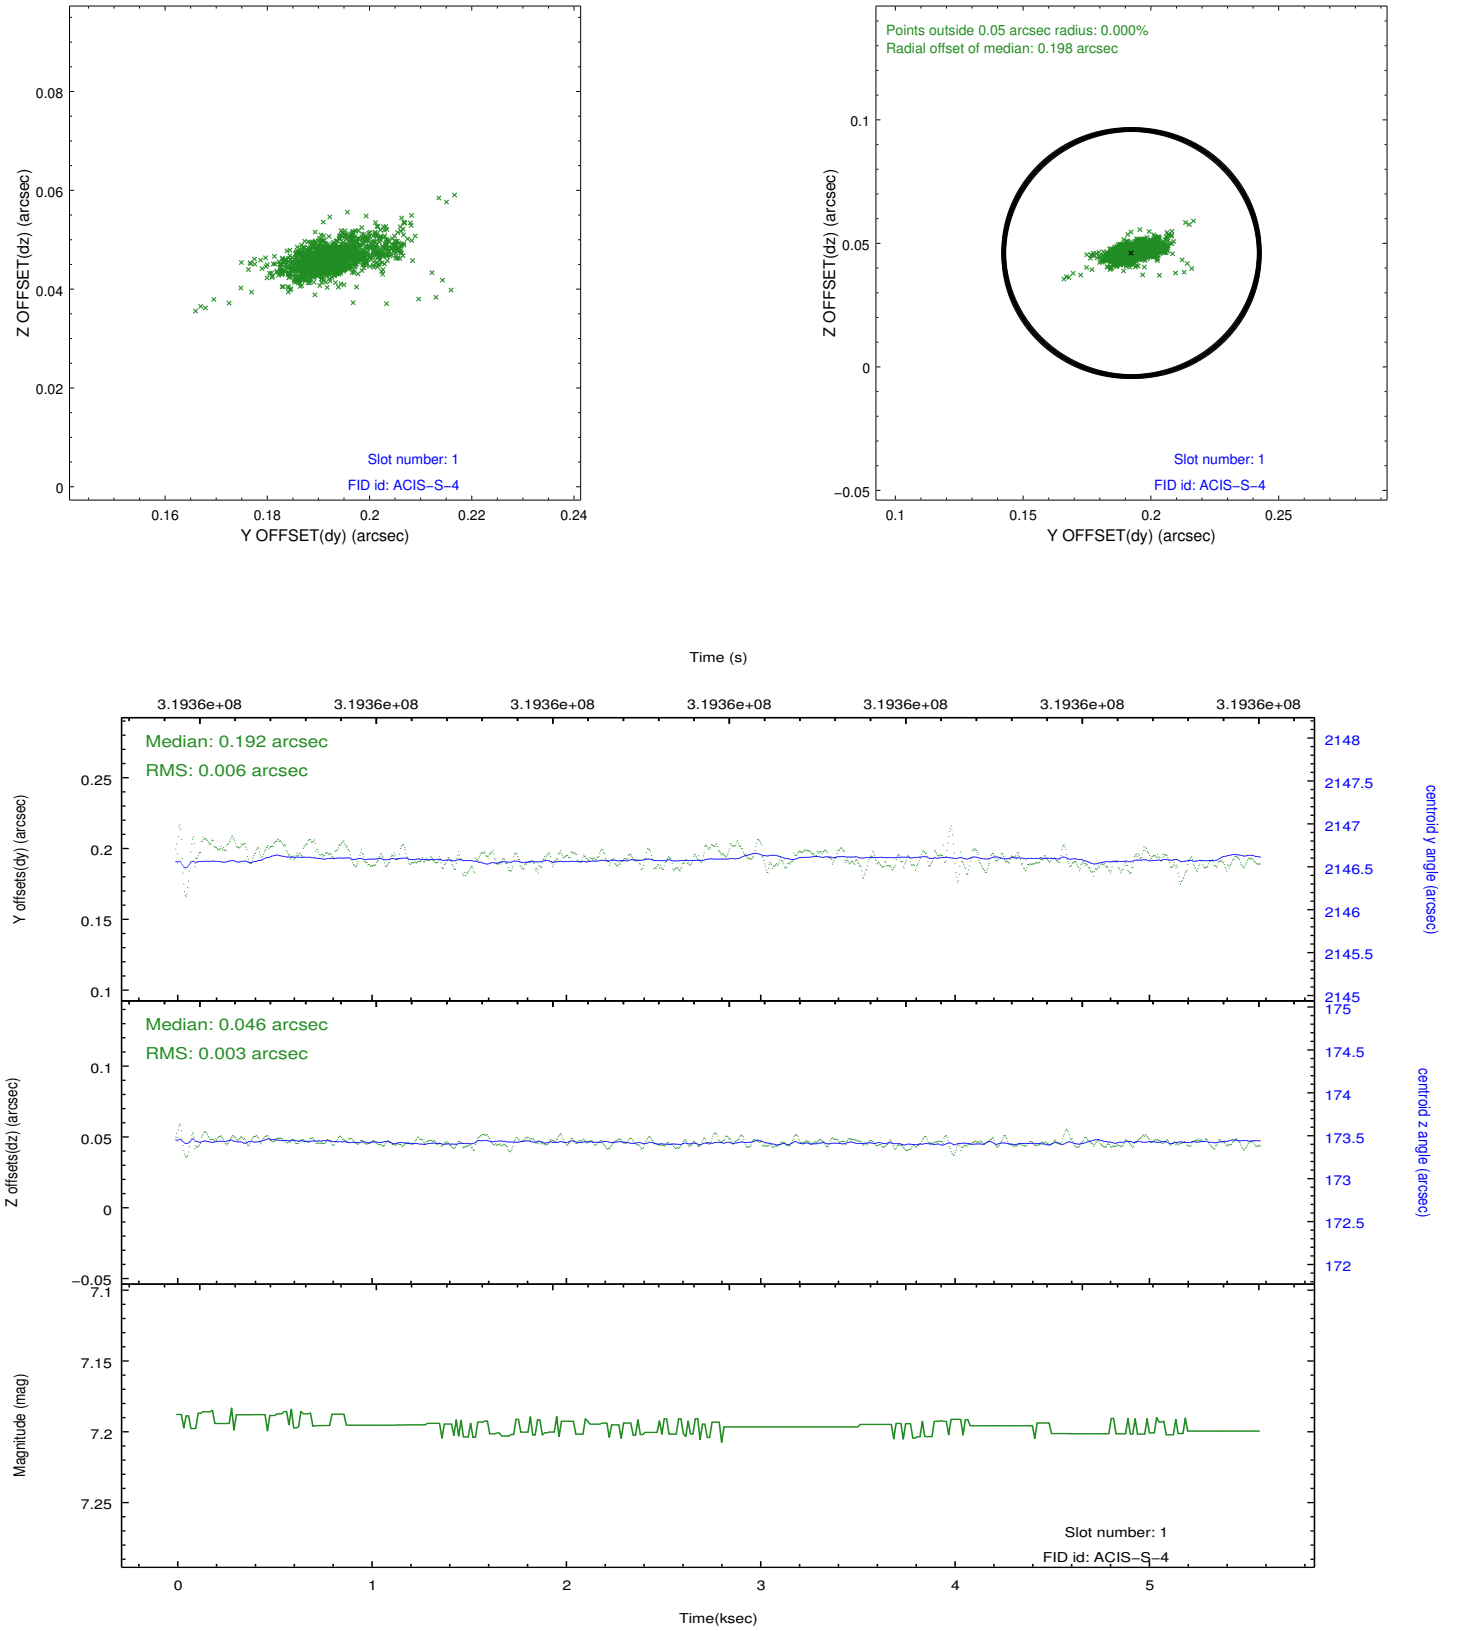 0.08
0.06
0.04
0.02
0
Z OFFSET(dz) (arcsec)
Slot number: 1
FID id: ACIS−S−4
0.16 0.18 0.2 0.22 0.24
Y OFFSET(dy) (arcsec)
Points outside 0.05 arcsec radius: 0.000%
Radial offset of median: 0.198 arcsec
0.1
0.05
0
−0.05
Z OFFSET(dz) (arcsec)
Slot number: 1
FID id: ACIS−S−4
0.1 0.15 0.2 0.25
Y OFFSET(dy) (arcsec)
Time (s)
3.1936e+08 3.1936e+08 3.1936e+08 3.1936e+08 3.1936e+08 3.1936e+08 3.1936e+08
Median: 0.192 arcsec
RMS: 0.006 arcsec
0.25
0.2
0.15
0.1
Y offsets(dy) (arcsec)
2148
2147.5
2147
2146.5
2146
2145.5
2145
centroid y angle (arcsec)
Median: 0.046 arcsec
RMS: 0.003 arcsec
0.1
0.05
0
−0.05
Z offsets(dz) (arcsec)
175
174.5
174
173.5
173
172.5
172
centroid z angle (arcsec)
7.1
7.15
7.2
7.25
Magnitude (mag)
Slot number: 1
FID id: ACIS−S−4
0 1 2 3 4 5
Time(ksec)